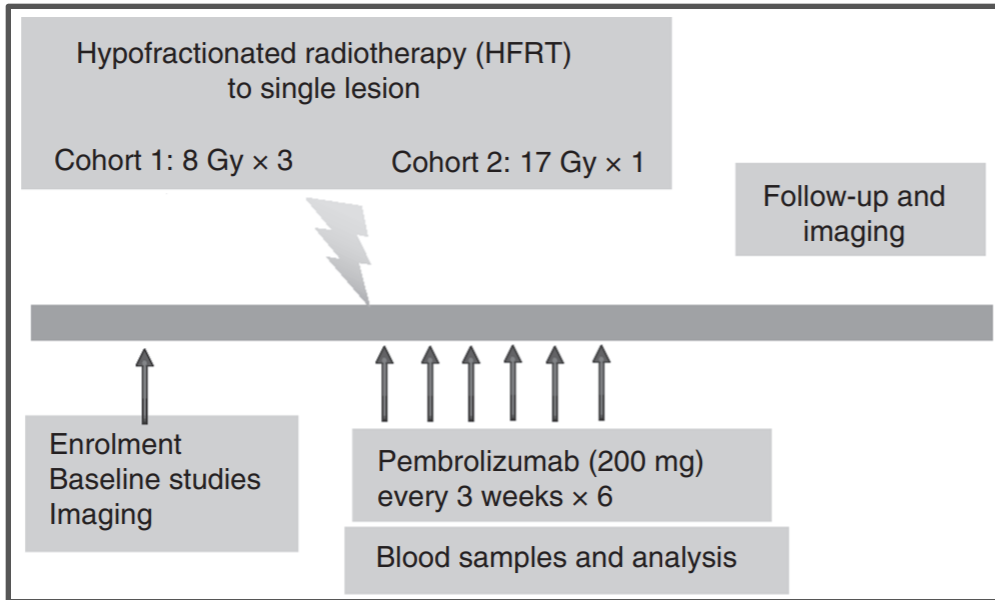 Hypofractionated radiotherapy (HFRT)
to single lesion
Cohort 1: 8 Gy × 3
Cohort 2: 17 Gy × 1
Follow-up and
imaging
Enrolment
Baseline studies
Imaging
Pembrolizumab (200 mg)
every 3 weeks × 6
Blood samples and analysis